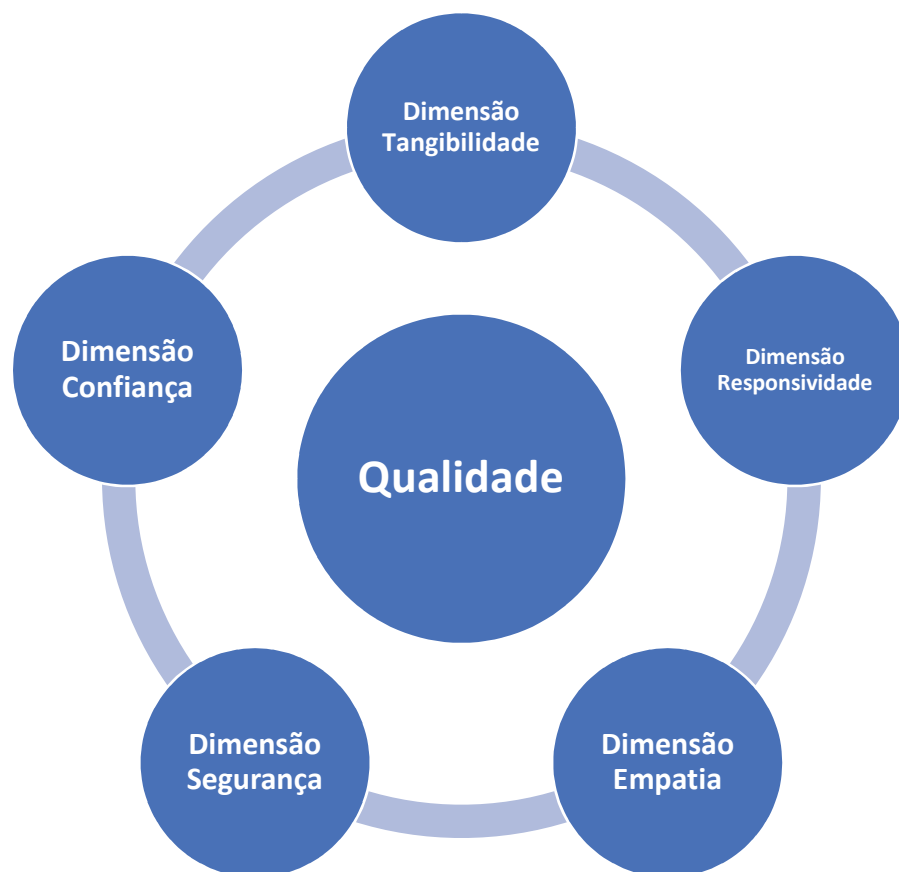 Dimensão
Tangibilidade
Dimensão
Responsividade
Dimensão
Empatia
Dimensão
Segurança
Dimensão
Confiança
Qualidade